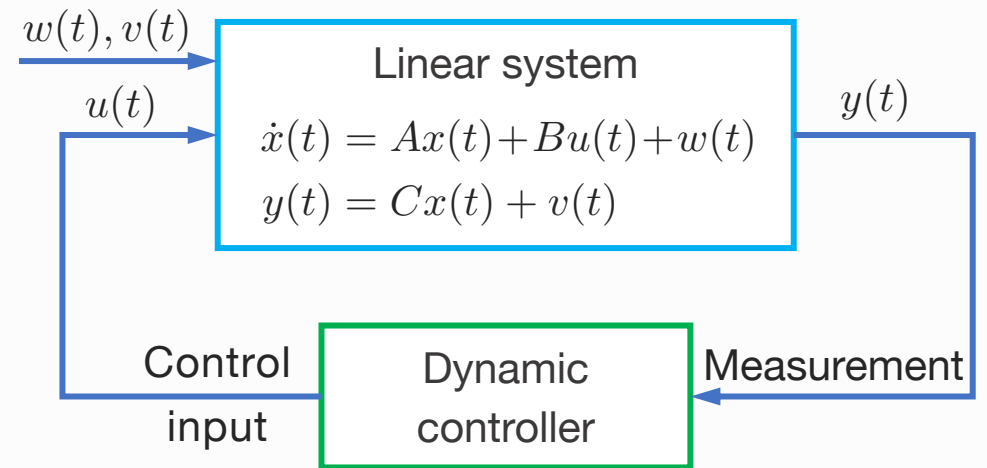 w(t), v(t)
u(t)
Linear system
ẋ(t) = Ax(t)+Bu(t)+w(t)
y(t) = Cx(t) + v(t)
y(t)
Control
input
Dynamic
controller
Measurement